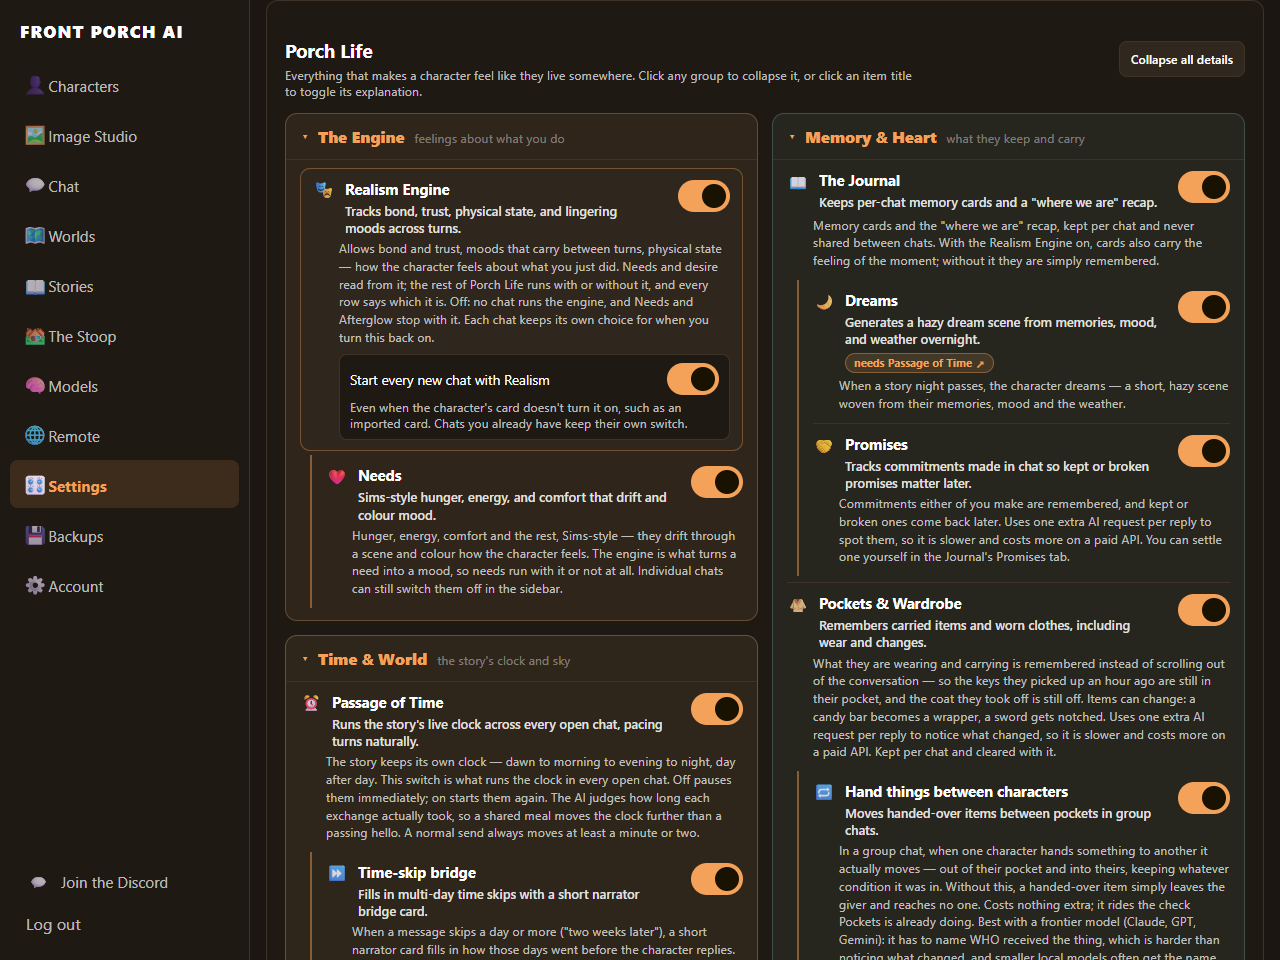 FRONT PORCH AI
Characters
Image Studio
Chat
Worlds
Stories
The Stoop
Models
Remote
Settings
Backups
Account
Join the Discord
Log out
Porch Life
Everything that makes a character feel like they live somewhere. Click any group to collapse it, or click an item title
to toggle its explanation.
Collapse all details
The Engine feelings about what you do
Realism Engine
Tracks bond, trust, physical state, and lingering
moods across turns.
Allows bond and trust, moods that carry between turns, physical state
— how the character feels about what you just did. Needs and desire
read from it; the rest of Porch Life runs with or without it, and every
row says which it is. Off: no chat runs the engine, and Needs and
Afterglow stop with it. Each chat keeps its own choice for when you
turn this back on.
Start every new chat with Realism
Even when the character's card doesn't turn it on, such as an
imported card. Chats you already have keep their own switch.
Needs
Sims-style hunger, energy, and comfort that drift and
colour mood.
Hunger, energy, comfort and the rest, Sims-style — they drift through
a scene and colour how the character feels. The engine is what turns a
need into a mood, so needs run with it or not at all. Individual chats
can still switch them off in the sidebar.
Time & World the story's clock and sky
Passage of Time
Runs the story's live clock across every open chat, pacing
turns naturally.
The story keeps its own clock — dawn to morning to evening to night, day
after day. This switch is what runs the clock in every open chat. Off pauses
them immediately; on starts them again. The AI judges how long each
exchange actually took, so a shared meal moves the clock further than a
passing hello. A normal send always moves at least a minute or two.
Time-skip bridge
Fills in multi-day time skips with a short narrator
bridge card.
When a message skips a day or more ("two weeks later"), a short
narrator card fills in how those days went before the character replies.
Memory & Heart what they keep and carry
The Journal
Keeps per-chat memory cards and a "where we are" recap.
Memory cards and the "where we are" recap, kept per chat and never
shared between chats. With the Realism Engine on, cards also carry the
feeling of the moment; without it they are simply remembered.
Dreams
Generates a hazy dream scene from memories, mood,
and weather overnight.
needs Passage of Time ↗
When a story night passes, the character dreams — a short, hazy scene
woven from their memories, mood and the weather.
Promises
Tracks commitments made in chat so kept or broken
promises matter later.
Commitments either of you make are remembered, and kept or
broken ones come back later. Uses one extra AI request per reply to
spot them, so it is slower and costs more on a paid API. You can settle
one yourself in the Journal's Promises tab.
Pockets & Wardrobe
Remembers carried items and worn clothes, including
wear and changes.
What they are wearing and carrying is remembered instead of scrolling out
of the conversation — so the keys they picked up an hour ago are still in
their pocket, and the coat they took off is still off. Items can change: a
candy bar becomes a wrapper, a sword gets notched. Uses one extra AI
request per reply to notice what changed, so it is slower and costs more on
a paid API. Kept per chat and cleared with it.
Hand things between characters
Moves handed-over items between pockets in group
chats.
In a group chat, when one character hands something to another it
actually moves — out of their pocket and into theirs, keeping whatever
condition it was in. Without this, a handed-over item simply leaves the
giver and reaches no one. Costs nothing extra; it rides the check
Pockets is already doing. Best with a frontier model (Claude, GPT,
Gemini): it has to name WHO received the thing, which is harder than
noticing what changed, and smaller local models often get the name